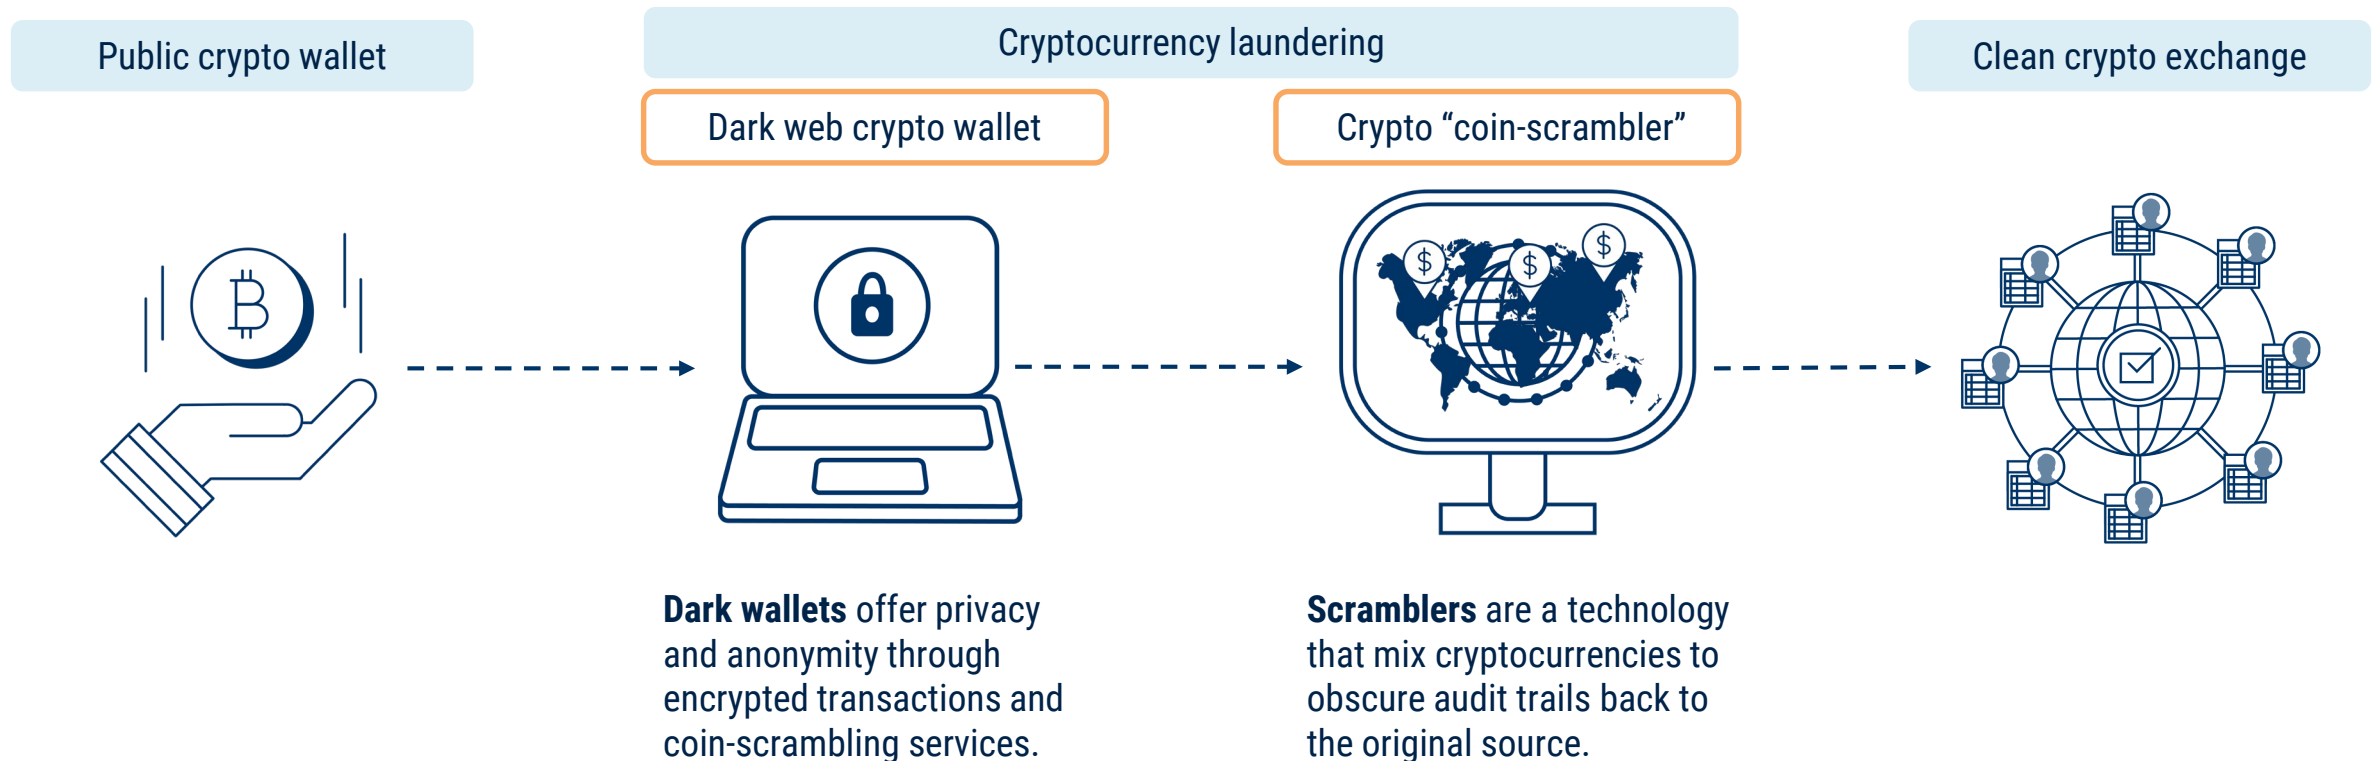 Public crypto wallet
Cryptocurrency laundering
Clean crypto exchange
Dark web crypto wallet
Crypto “coin-scrambler”
$
$
$
Dark wallets offer privacy
and anonymity through
encrypted transactions and
coin-scrambling services.
Scramblers are a technology
that mix cryptocurrencies to
obscure audit trails back to
the original source.